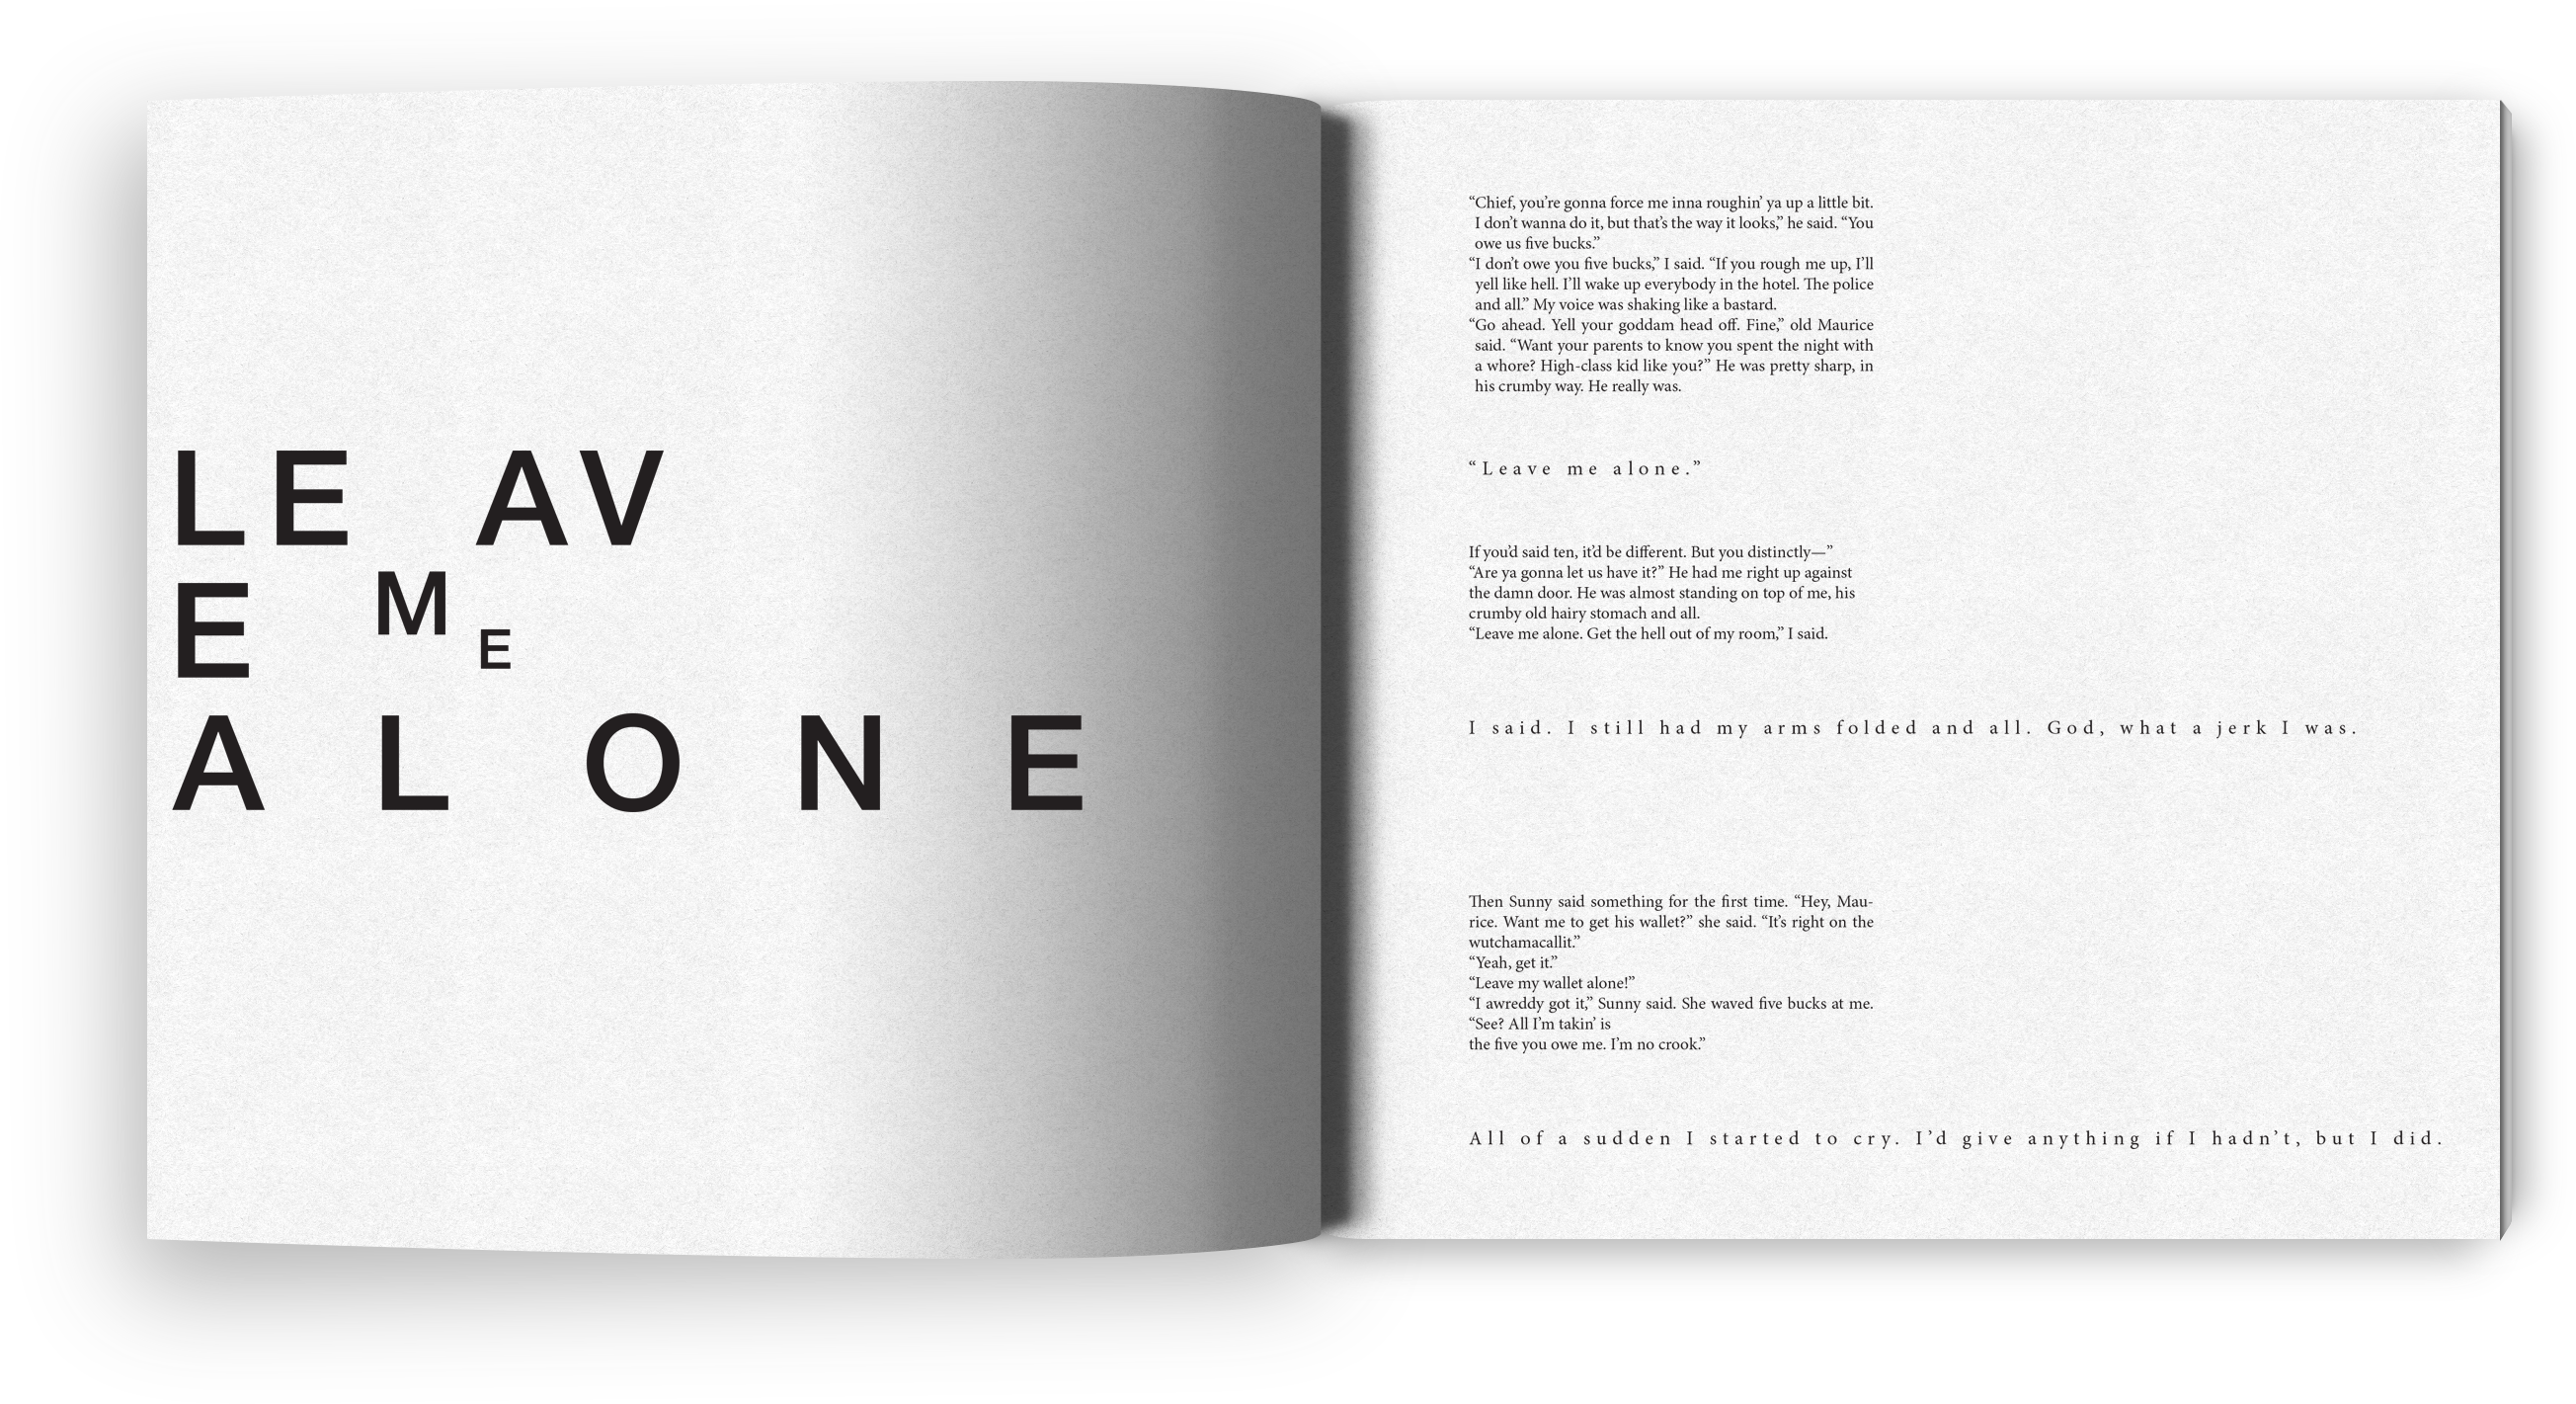 LE AV
E ME
ALONE
“Chief, you’re gonna force me inna roughin’ ya up a little bit.
I don’t wanna do it, but that’s the way it looks,” he said. “You
owe us five bucks.”
“I don’t owe you five bucks,” I said. “If you rough me up, I’ll
yell like hell. I’ll wake up everybody in the hotel. The police
and all.” My voice was shaking like a bastard.
“Go ahead. Yell your goddam head off. Fine,” old Maurice
said. “Want your parents to know you spent the night with
a whore? High-class kid like you?” He was pretty sharp, in
his crumby way. He really was.
“Leave me alone.”
If you’d said ten, it’d be different. But you distinctly—”
“Are ya gonna let us have it?” He had me right up against
the damn door. He was almost standing on top of me, his
crumby old hairy stomach and all.
“Leave me alone. Get the hell out of my room,” I said.
I said. I still had my arms folded and all. God, what a jerk I was.
Then Sunny said something for the first time. “Hey, Mau-
rice. Want me to get his wallet?” she said. “It’s right on the
wutchamacallit.”
“Yeah, get it.”
“Leave my wallet alone!”
“I awreddy got it,” Sunny said. She waved five bucks at me.
“See? All I’m takin’ is
the five you owe me. I’m no crook.”
All of a sudden I started to cry. I’d give anything if I hadn’t, but I did.